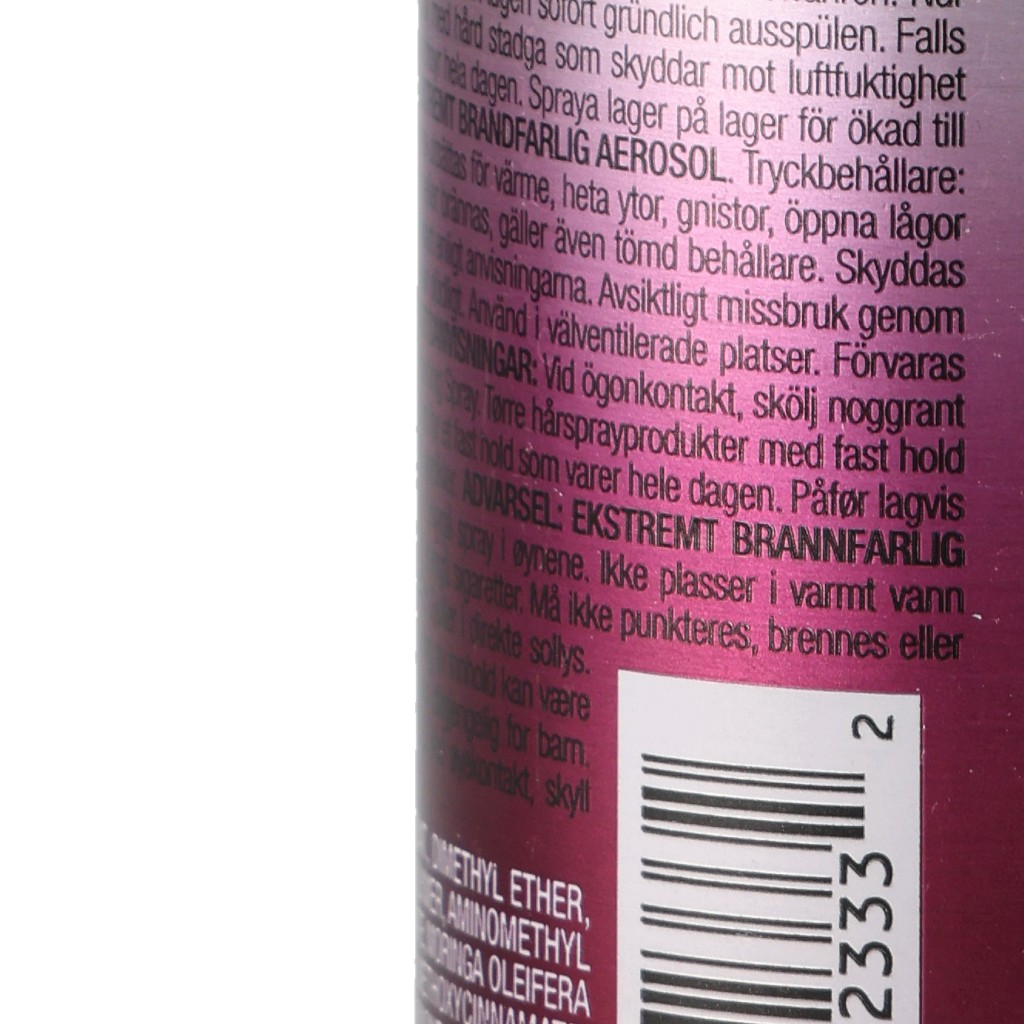 sofort gründlich ausspülen. Falls
hård stadga som skyddar mot luftfuktighet
hela dagen. Spraya lager på lager för ökad till
BRANDFARLIG AEROSOL. Tryckbehållare:
för värme, heta ytor, gnistor, öppna lågor
brännas, gäller även tömd behållare. Skyddas
enligt anvisningarna. Avsiktligt missbruk genom
Använd i välventilerade platser. Förvaras
Vid ögonkontakt, skölj noggrant
Spray. Tørre hårsprayprodukter med fast hold
fast hold som varer hele dagen. Påfør lagvis
ADVARSEL: EKSTREMT BRANNFARLIG
spray i øynene. Ikke plasser i varmt vann
sigaretter. Må ikke punkteres, brennes eller
i direkte sollys.
innhold kan være
for barn.
øyekontakt, skyll
DIMETHYL ETHER,
AMINOMETHYL
MORINGA OLEIFERA
2333 2